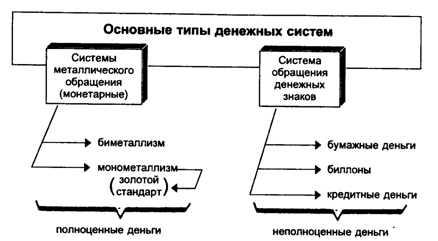 Основные типы денежных систем
Системы
металлического
обращения
(монетарные)
биметаллизм
монометаллизм
(золотой
стандарт)
полноценные деньги
Система
обращения
денежных
знаков
бумажные деньги
биллоны
кредитные деньги
неполноценные деньги